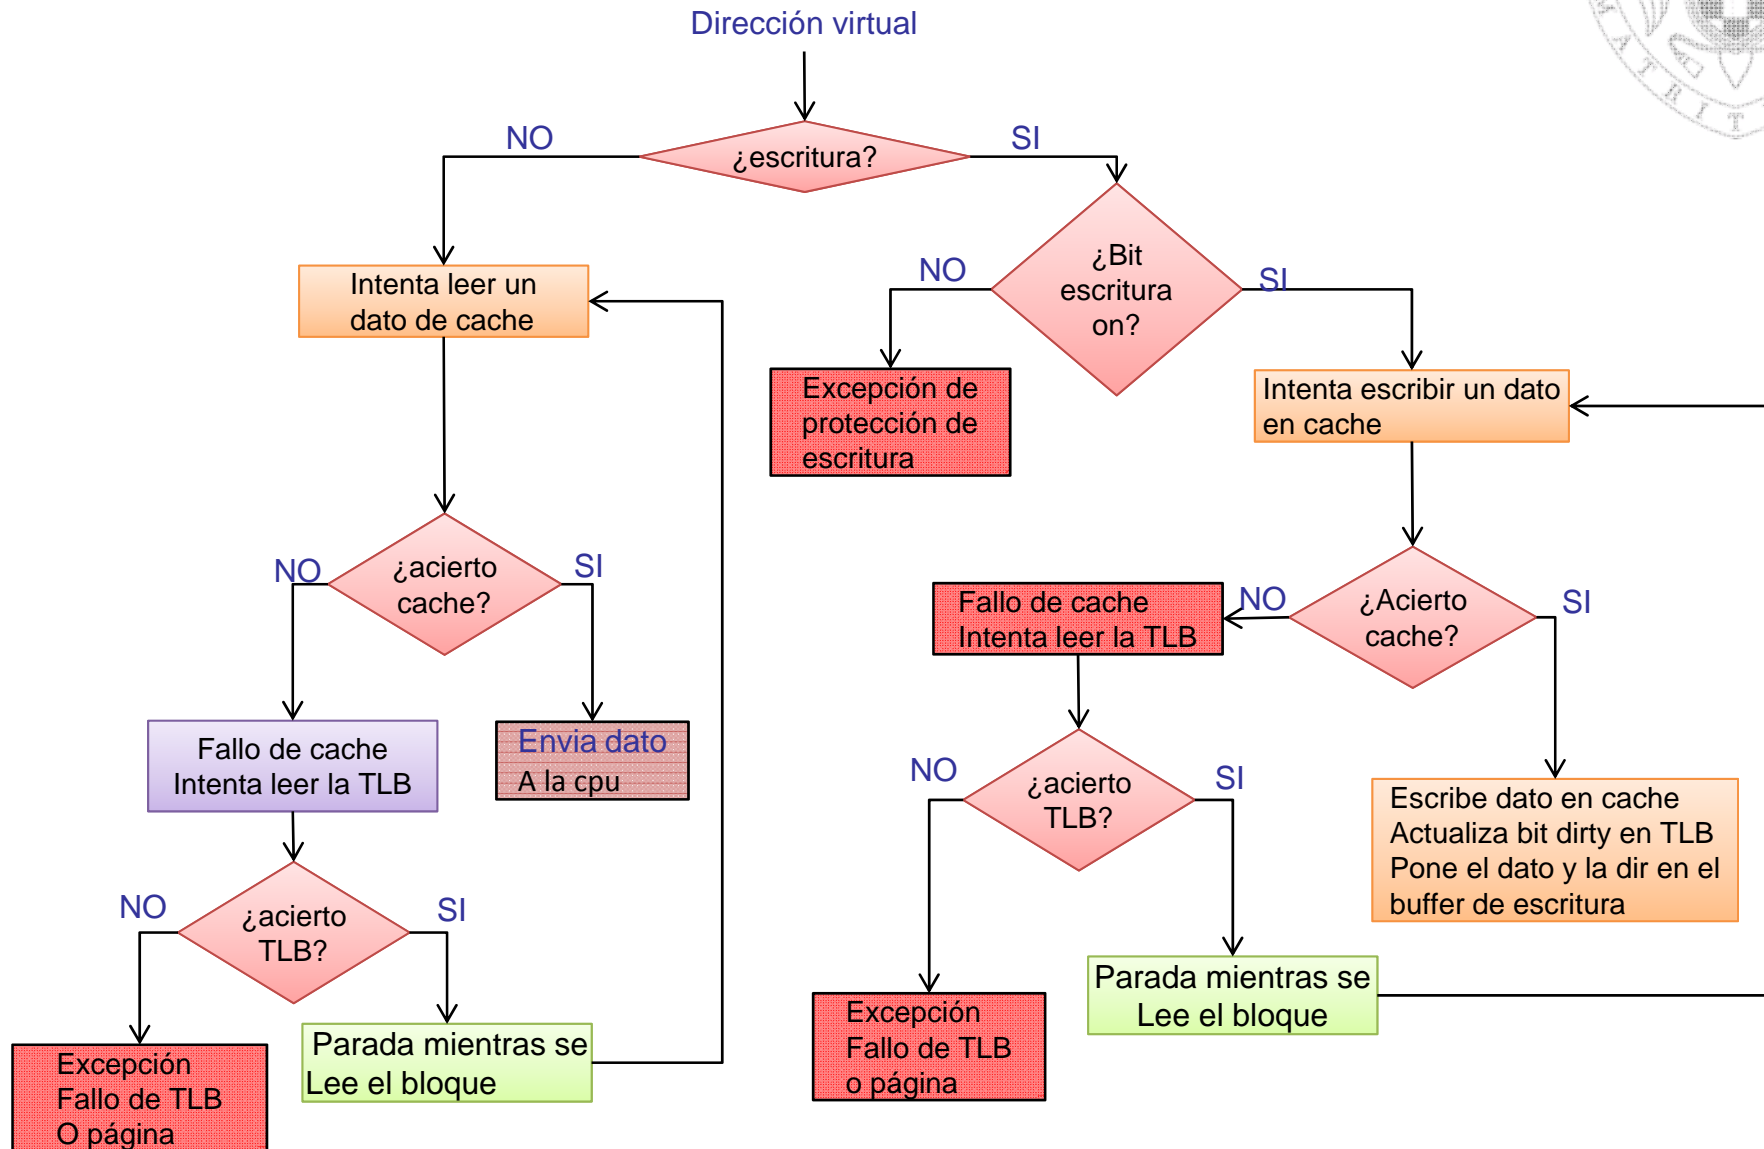 Dirección virtual
NO
SI
¿escritura?
¿Bit
escritura
on?
NO
SI
Intenta leer un
dato de cache
Excepción de
protección de
escritura
Intenta escribir un dato
en cache
NO
¿acierto
cache?
SI
Fallo de cache
Intenta leer la TLB
NO
¿Acierto
cache?
SI
Fallo de cache
Intenta leer la TLB
Envia dato
A la cpu
NO
¿acierto
TLB?
SI
Escribe dato en cache
Actualiza bit dirty en TLB
Pone el dato y la dir en el
buffer de escritura
NO
¿acierto
TLB?
SI
Parada mientras se
Lee el bloque
Excepción
Fallo de TLB
o página
Parada mientras se
Lee el bloque
Excepción
Fallo de TLB
O página
M A T R I T